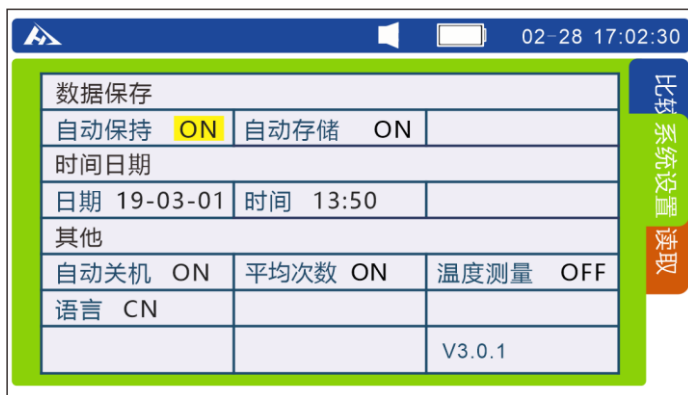 02-28 17:02:30
数据保存
自动保持 ON 自动存储 ON
时间日期
日期 19-03-01 时间 13:50
其他
自动关机 ON 平均次数 ON 温度测量 OFF
语言 CN
V3.0.1
比较
系统设置
读取